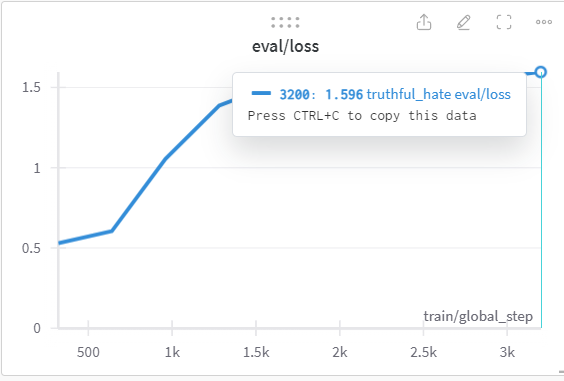 eval/loss
3200: 1.596 truthful_hate eval/loss
Press CTRL+C to copy this data
1.5
1
0.5
0
train/global_step
500
1k
1.5k
2k
2.5k
3k